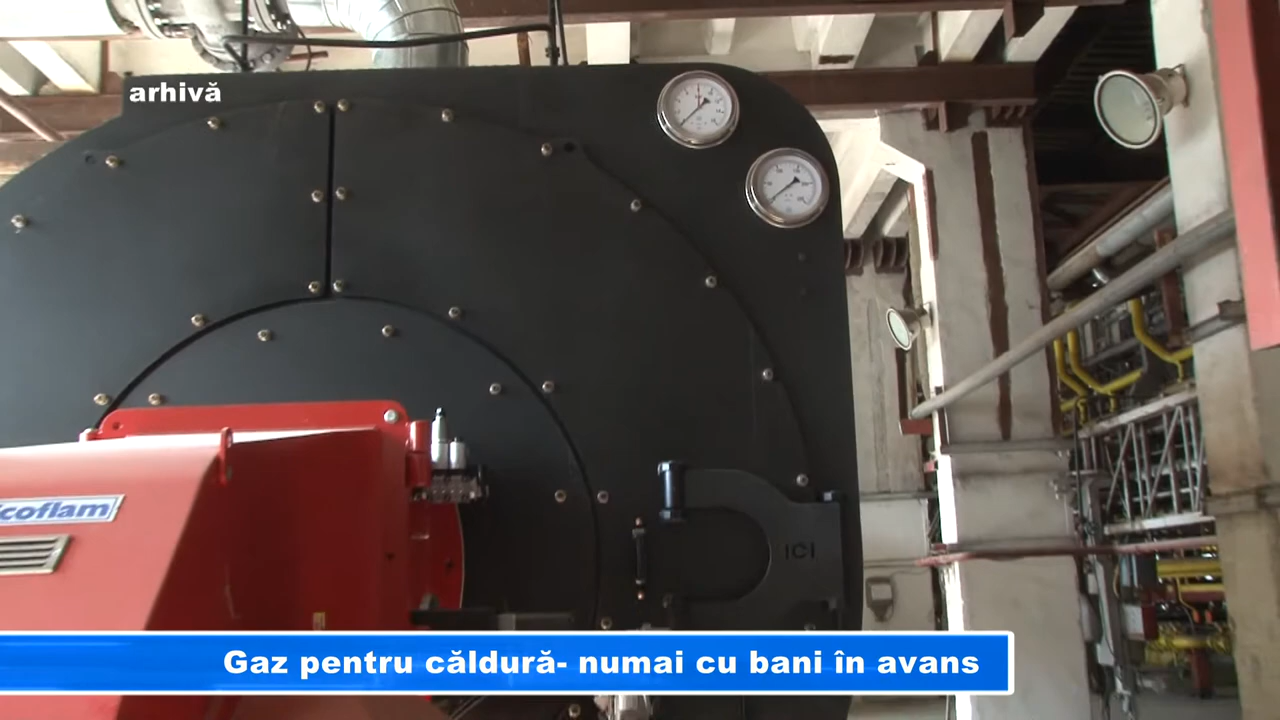 arhivă
coflam
ICI
Gaz pentru căldură- numai cu bani în avans